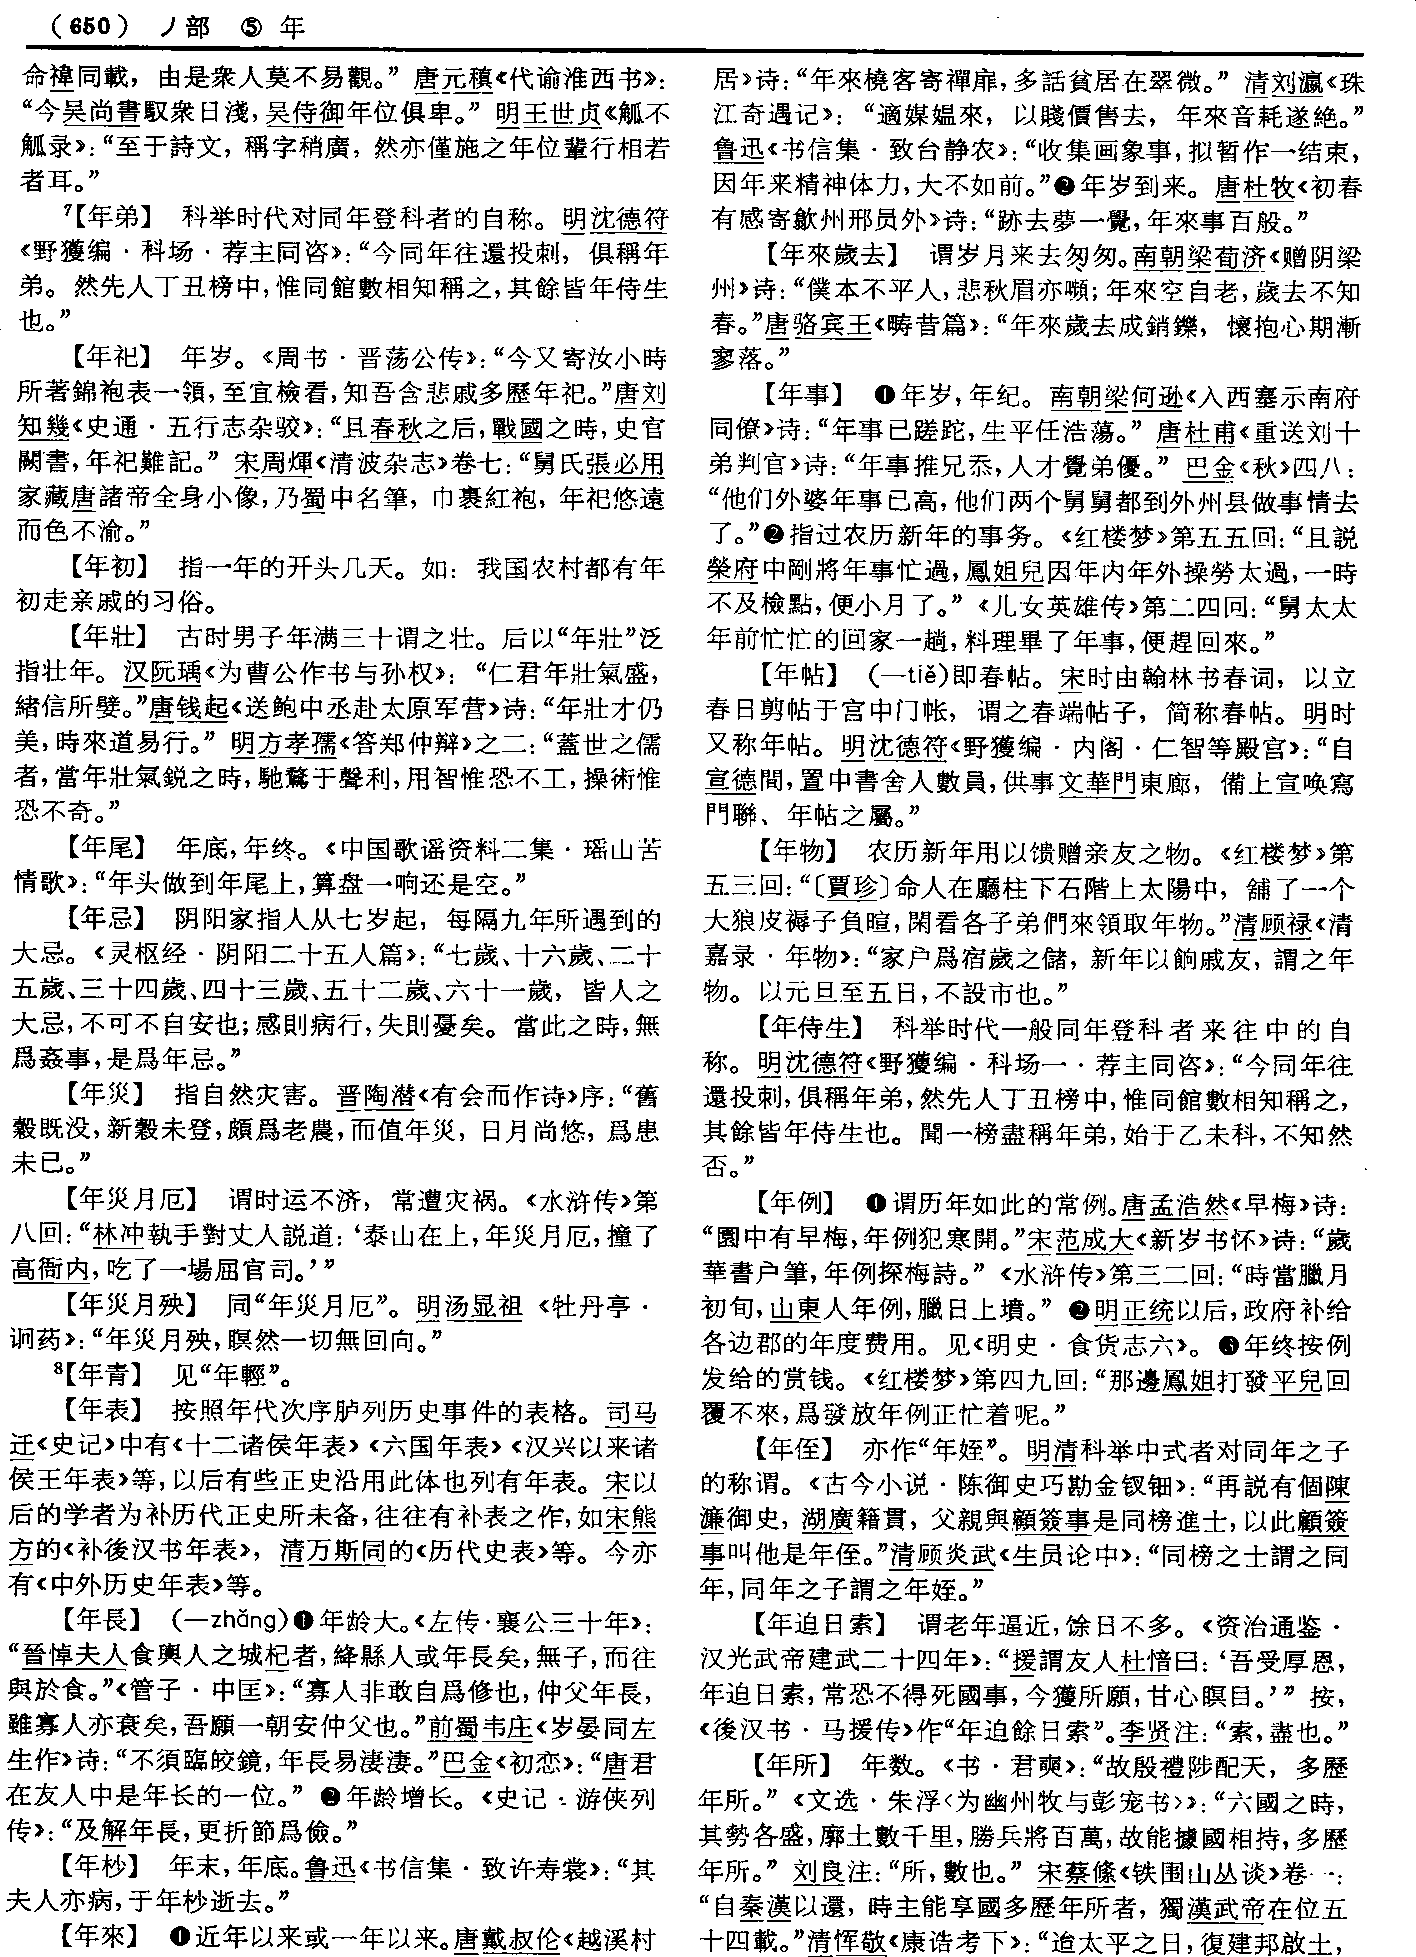 （650） 丿部 ⑤ 年
命禕同載，由是衆人莫不易觀。”唐元稹《代谕淮西书》：
“今吴尚書馭衆日淺，吴侍御年位俱卑。”明王世贞《觚不
觚录》：“至于詩文，稱字稍廣，然亦僅施之年位輩行相若
者耳。”
⁷【年弟】 科举时代对同年登科者的自称。明沈德符
《野獲编·科场·荐主同咨》：“今同年往還投刺，俱稱年
弟。然先人丁丑榜中，惟同館數相知稱之，其餘皆年侍生
也。”
【年祀】 年岁。《周书·晋荡公传》：“今又寄汝小時
所著錦袍表一領，至宜檢看，知吾含悲戚多歷年祀。”唐刘
知幾《史通·五行志杂驳》：“且春秋之后，戰國之時，史官
闕書，年祀難記。”宋周煇《清波杂志》卷七：“舅氏張必用
家藏唐諸帝全身小像，乃蜀中名筆，巾裹紅袍，年祀悠遠
而色不渝。”
【年初】 指一年的开头几天。如：我国农村都有年
初走亲戚的习俗。
【年壯】 古时男子年满三十谓之壮。后以“年壯”泛
指壮年。汉阮瑀《为曹公作书与孙权》：“仁君年壯氣盛，
緒信所嬖。”唐钱起《送鲍中丞赴太原军营》诗：“年壯才仍
美，時來道易行。”明方孝孺《答郑仲辩》之二：“蓋世之儒
者，當年壯氣鋭之時，馳騖于聲利，用智惟恐不工，操術惟
恐不奇。”
【年尾】 年底，年终。《中国歌谣资料二集·瑶山苦
情歌》：“年头做到年尾上，算盘一响还是空。”
【年忌】 阴阳家指人从七岁起，每隔九年所遇到的
大忌。《灵枢经·阴阳二十五人篇》：“七歲、十六歲、二十
五歲、三十四歲、四十三歲、五十二歲、六十一歲，皆人之
大忌，不可不自安也；感則病行，失則憂矣。當此之時，無
爲姦事，是爲年忌。”
【年災】 指自然灾害。晋陶潜《有会而作诗》序：“舊
穀既没，新穀未登，頗爲老農，而值年災，日月尚悠，爲患
未已。”
【年災月厄】 谓时运不济，常遭灾祸。《水浒传》第
八回：“林冲執手對丈人説道：‘泰山在上，年災月厄，撞了
高衙内，吃了一場屈官司。’”
【年災月殃】 同“年災月厄”。明汤显祖《牡丹亭·
诇药》：“年災月殃，瞑然一切無回向。”
⁸【年青】 见“年輕”。
【年表】 按照年代次序胪列历史事件的表格。司马
迁《史记》中有《十二诸侯年表》《六国年表》《汉兴以来诸
侯王年表》等，以后有些正史沿用此体也列有年表。宋以
后的学者为补历代正史所未备，往往有补表之作，如宋熊
方的《补後汉书年表》，清万斯同的《历代史表》等。今亦
有《中外历史年表》等。
【年長】 （—zhǎng）❶年龄大。《左传·襄公三十年》：
“晉悼夫人食輿人之城杞者，絳縣人或年長矣，無子，而往
與於食。”《管子·中匡》：“寡人非敢自爲修也，仲父年長，
雖寡人亦衰矣，吾願一朝安仲父也。”前蜀韦庄《岁晏同左
生作》诗：“不須臨皎鏡，年長易淒淒。”巴金《初恋》：“唐君
在友人中是年长的一位。”❷年龄增长。《史记·游侠列
传》：“及解年長，更折節爲儉。”
【年杪】 年末，年底。鲁迅《书信集·致许寿裳》：“其
夫人亦病，于年杪逝去。”
【年來】 ❶近年以来或一年以来。唐戴叔伦《越溪村
居》诗：“年來橈客寄禪扉，多話貧居在翠微。”清刘瀛《珠
江奇遇记》：“適媒媪來，以賤價售去，年來音耗遂絶。”
鲁迅《书信集·致台静农》：“收集画象事，拟暂作一结束，
因年来精神体力，大不如前。”❷年岁到来。唐杜牧《初春
有感寄歙州邢员外》诗：“跡去夢一覺，年來事百般。”
【年來歲去】 谓岁月来去匆匆。南朝梁荀济《赠阴梁
州》诗：“僕本不平人，悲秋眉亦嚬；年來空自老，歲去不知
春。”唐骆宾王《畴昔篇》：“年來歲去成銷鑠，懷抱心期漸
寥落。”
【年事】 ❶年岁，年纪。南朝梁何逊《入西塞示南府
同僚》诗：“年事已蹉跎，生平任浩蕩。”唐杜甫《重送刘十
弟判官》诗：“年事推兄忝，人才覺弟優。”巴金《秋》四八：
“他们外婆年事已高，他们两个舅舅都到外州县做事情去
了。”❷指过农历新年的事务。《红楼梦》第五五回：“且説
榮府中剛將年事忙過，鳳姐兒因年内年外操勞太過，一時
不及檢點，便小月了。”《儿女英雄传》第二四回：“舅太太
年前忙忙的回家一趟，料理畢了年事，便趕回來。”
【年帖】 （—tiě）即春帖。宋时由翰林书春词，以立
春日剪帖于宫中门帐，谓之春端帖子，简称春帖。明时
又称年帖。明沈德符《野獲编·内阁·仁智等殿官》：“自
宣德間，置中書舍人數員，供事文華門東廊，備上宣唤寫
門聯、年帖之屬。”
【年物】 农历新年用以馈赠亲友之物。《红楼梦》第
五三回：“〔賈珍〕命人在廳柱下石階上太陽中，舖了一个
大狼皮褥子負暄，閑看各子弟們來領取年物。”清顾禄《清
嘉录·年物》：“家户爲宿歲之儲，新年以餉戚友，謂之年
物。以元旦至五日，不設市也。”
【年侍生】 科举时代一般同年登科者来往中的自
称。明沈德符《野獲编·科场一·荐主同咨》：“今同年往
還投刺，俱稱年弟，然先人丁丑榜中，惟同館數相知稱之，
其餘皆年侍生也。聞一榜盡稱年弟，始于乙未科，不知然
否。”
【年例】 ❶谓历年如此的常例。唐孟浩然《早梅》诗：
“園中有早梅，年例犯寒開。”宋范成大《新岁书怀》诗：“歲
華書户筆，年例探梅詩。”《水浒传》第三二回：“時當臘月
初旬，山東人年例，臘日上墳。”❷明正统以后，政府补给
各边郡的年度费用。见《明史·食货志六》。❸年终按例
发给的赏钱。《红楼梦》第四九回：“那邊鳳姐打發平兒回
覆不來，爲發放年例正忙着呢。”
【年侄】 亦作“年姪”。明清科举中式者对同年之子
的称谓。《古今小说·陈御史巧勘金钗钿》：“再説有個陳
濂御史，湖廣籍貫，父親與顧簽事是同榜進士，以此顧簽
事叫他是年侄。”清顾炎武《生员论中》：“同榜之士謂之同
年，同年之子謂之年姪。”
【年迫日索】 谓老年逼近，馀日不多。《资治通鉴·
汉光武帝建武二十四年》：“援謂友人杜愔曰：‘吾受厚恩，
年迫日索，常恐不得死國事，今獲所願，甘心瞑目。’”按，
《後汉书·马援传》作“年迫餘日索”。李贤注：“索，盡也。”
【年所】 年数。《书·君奭》：“故殷禮陟配天，多歷
年所。”《文选·朱浮〈为幽州牧与彭宠书〉》：“六國之時，
其勢各盛，廓土數千里，勝兵將百萬，故能據國相持，多歷
年所。”刘良注：“所，數也。”宋蔡絛《铁围山丛谈》卷一：
“自秦漢以還，時主能享國多歷年所者，獨漢武帝在位五
十四載。”清恽敬《康诰考下》：“迨太平之日，復建邦啟土，